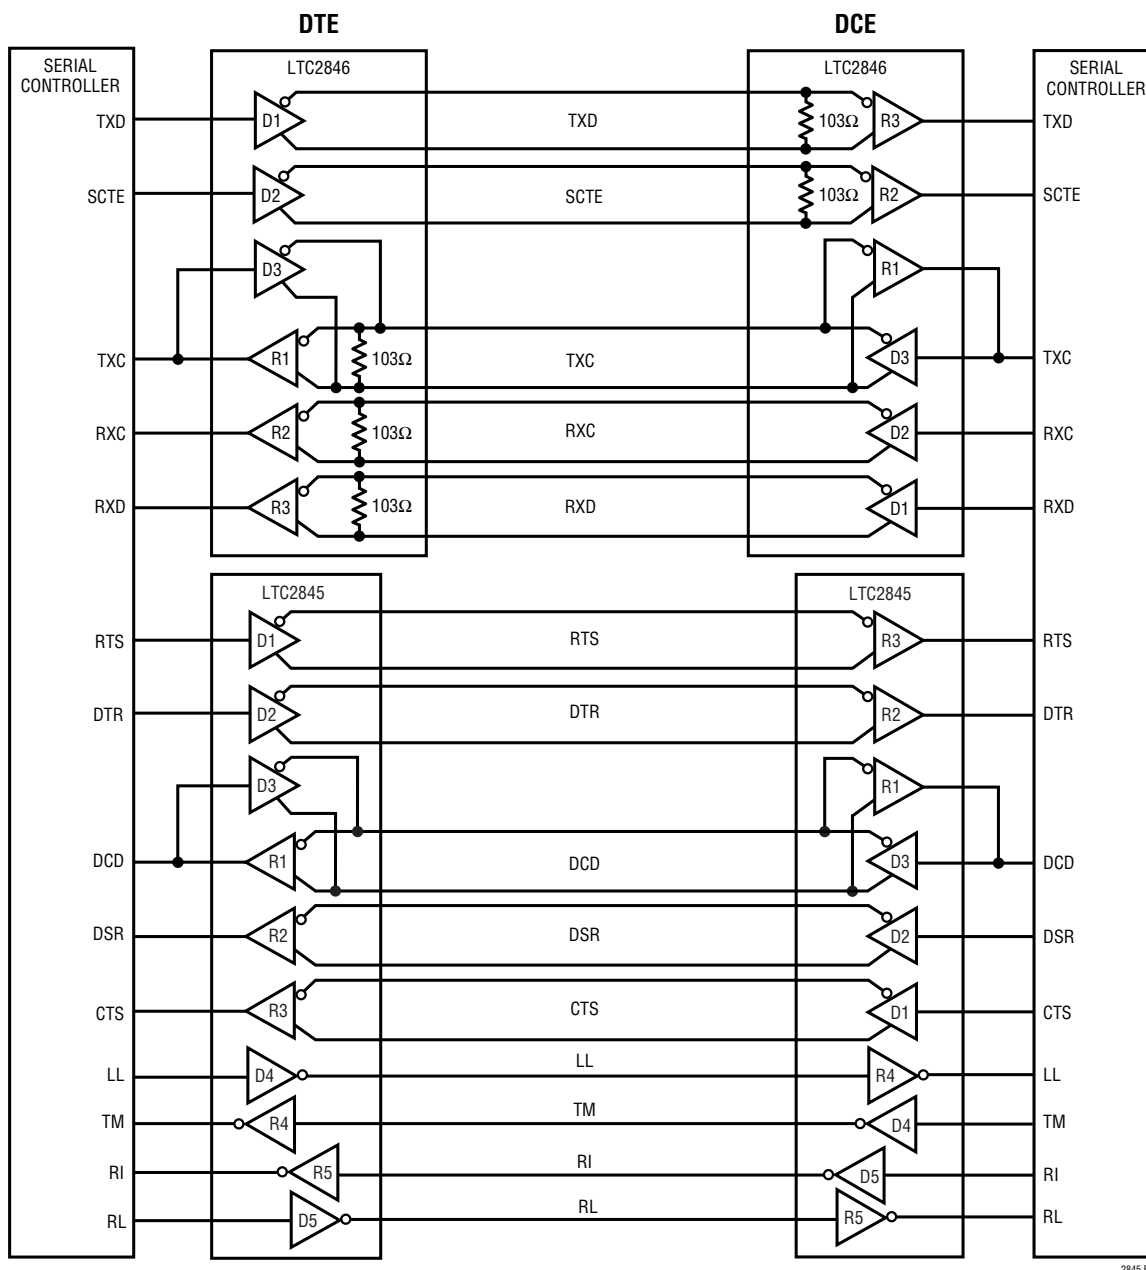 DTE DCE
SERIAL CONTROLLER LTC2846 LTC2846 SERIAL CONTROLLER
TXD D1 TXD 103Ω R3 TXD
SCTE D2 SCTE 103Ω R2 SCTE
D3 R1
TXC R1 103Ω TXC D3 TXC
RXC R2 103Ω RXC D2 RXC
RXD R3 103Ω RXD D1 RXD
LTC2845 LTC2845
RTS D1 RTS R3 RTS
DTR D2 DTR R2 DTR
D3 R1
DCD R1 DCD D3 DCD
DSR R2 DSR D2 DSR
CTS R3 CTS D1 CTS
LL D4 LL R4 LL
TM R4 TM D4 TM
RI R5 RI D5 RI
RL D5 RL R5 RL
2845